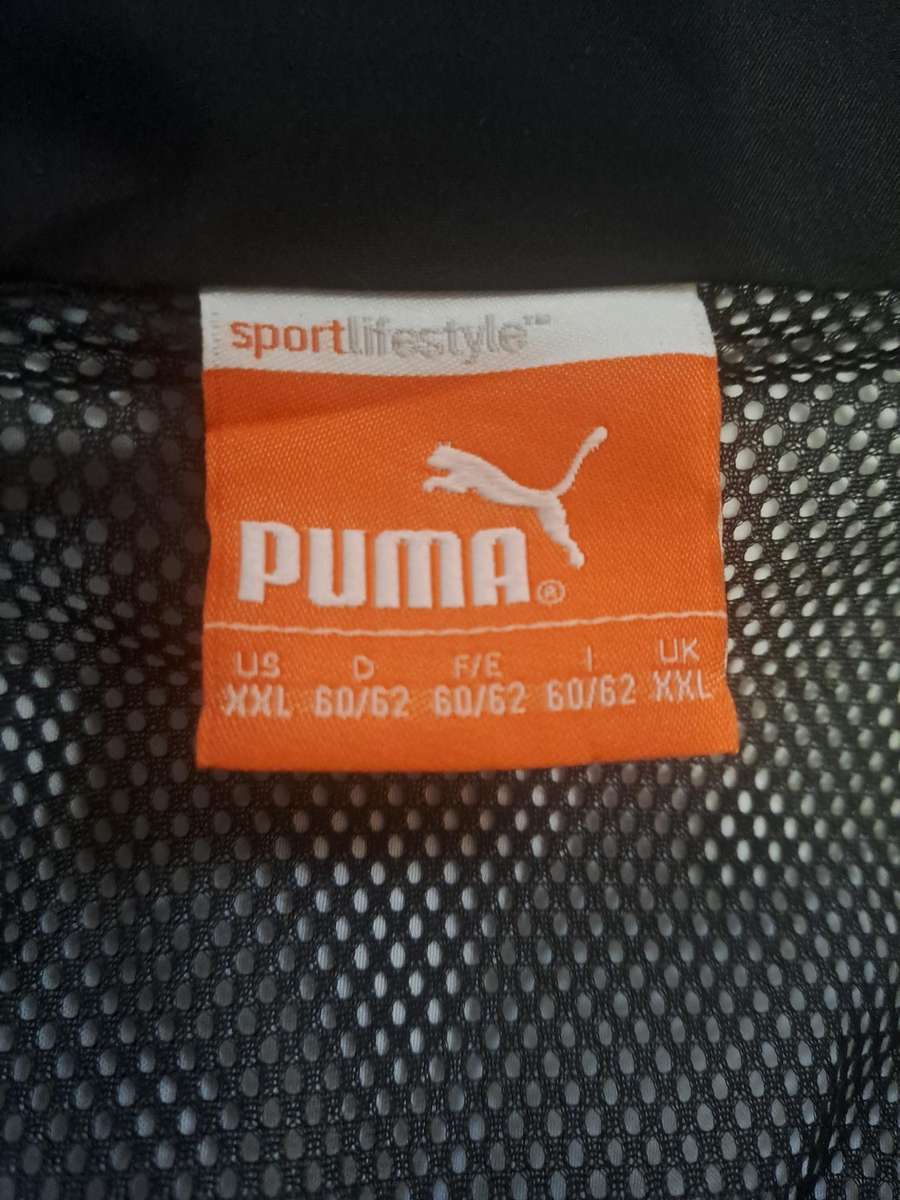 sportlifestyle™
PUMA®
US D F/E I UK
XXL 60/62 60/62 60/62 XXL